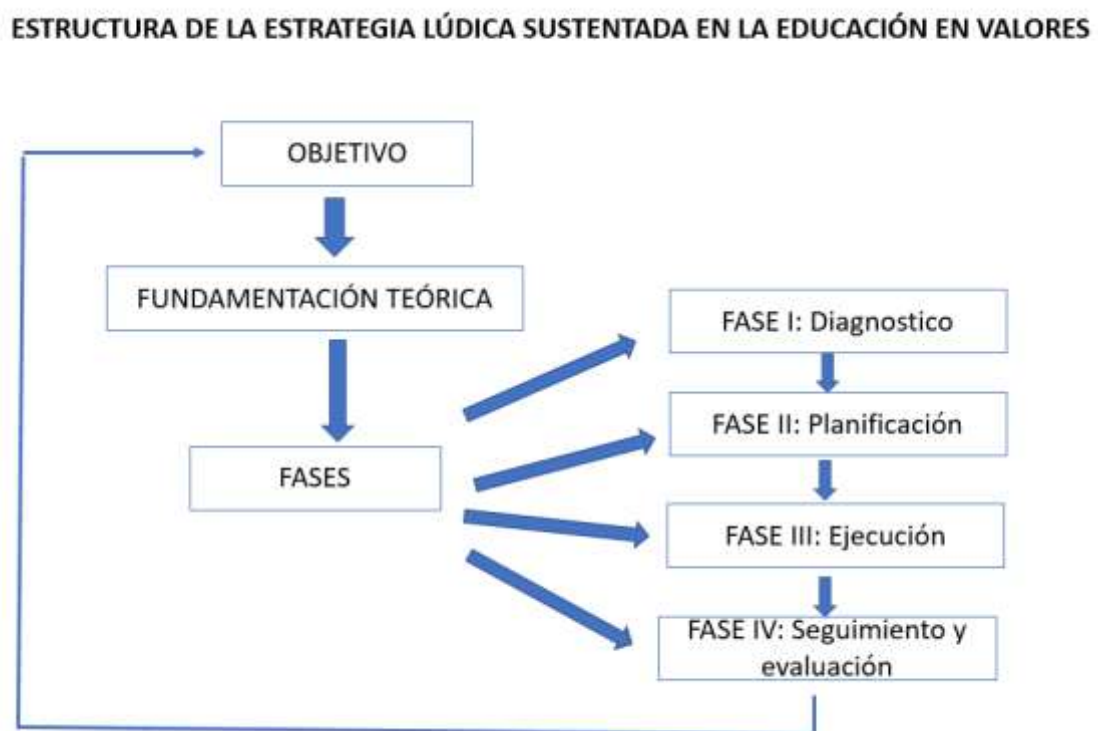 ESTRUCTURA DE LA ESTRATEGIA LÚDICA SUSTENTADA EN LA EDUCACIÓN EN VALORES
OBJETIVO
FUNDAMENTACIÓN TEÓRICA
FASES
FASE I: Diagnostico
FASE II: Planificación
FASE III: Ejecución
FASE IV: Seguimiento y
evaluación